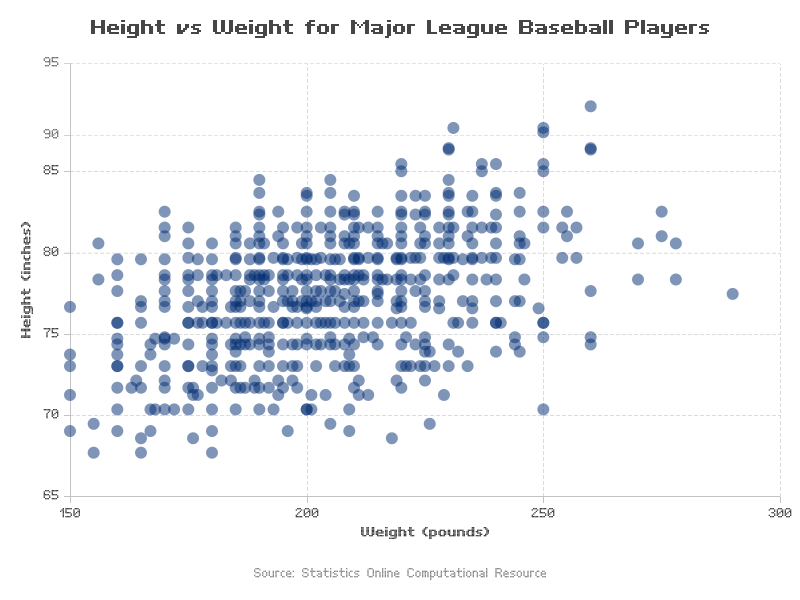 Height vs Weight for Major League Baseball Players
95
90
85
80
75
70
65
Height (inches)
150
200
250
300
Weight (pounds)
Source: Statistics Online Computational Resource